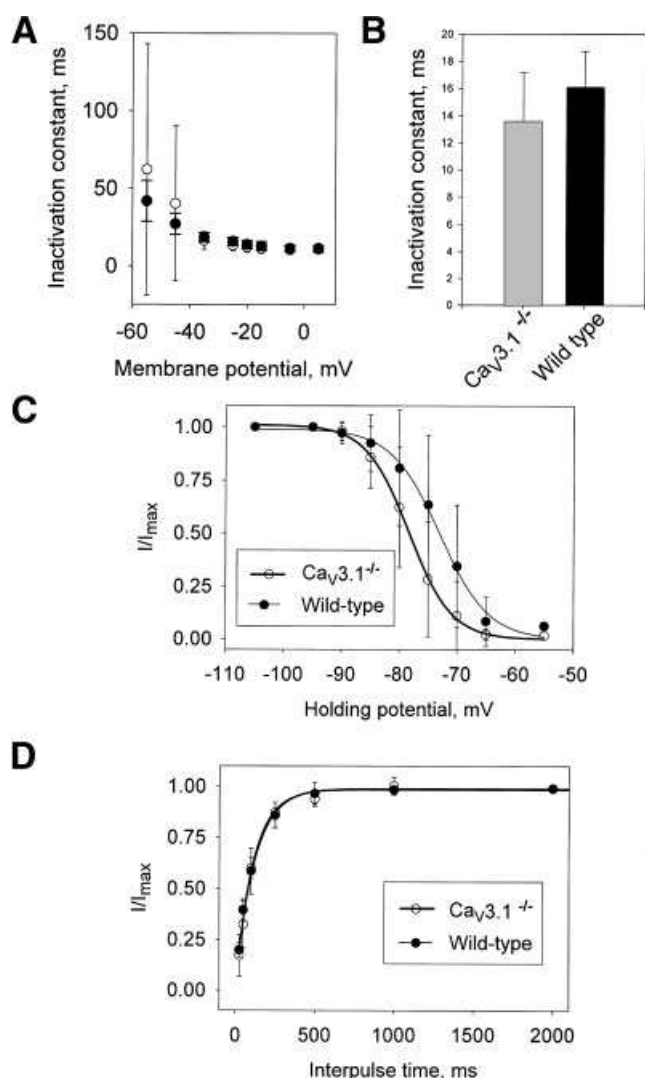 A
Inactivation constant, ms
150
100
50
0
-60
-40
-20
0
Membrane potential, mV
B
Inactivation constant, ms
20
18
16
14
12
10
8
6
4
2
0
CaV3.1 -/-
Wild type
C
I/Imax
1.00
0.75
0.50
0.25
0.00
CaV3.1-/-
Wild-type
-110
-100
-90
-80
-70
-60
-50
Holding potential, mV
D
I/Imax
1.00
0.75
0.50
0.25
0.00
CaV3.1 -/-
Wild-type
0
500
1000
1500
2000
Interpulse time, ms